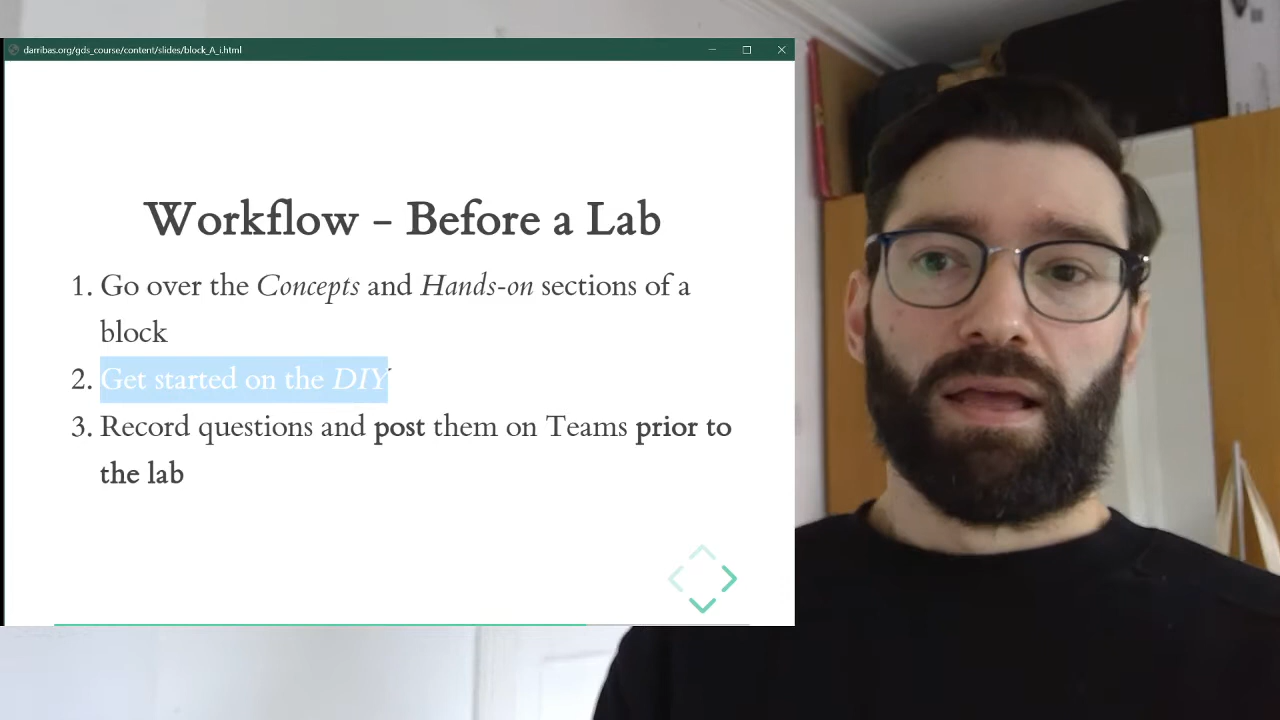 darribas.org/gds_course/content/slides/block_A_i.html
Workflow - Before a Lab
1. Go over the Concepts and Hands-on sections of a
block
2. Get started on the DIY
3. Record questions and post them on Teams prior to
the lab